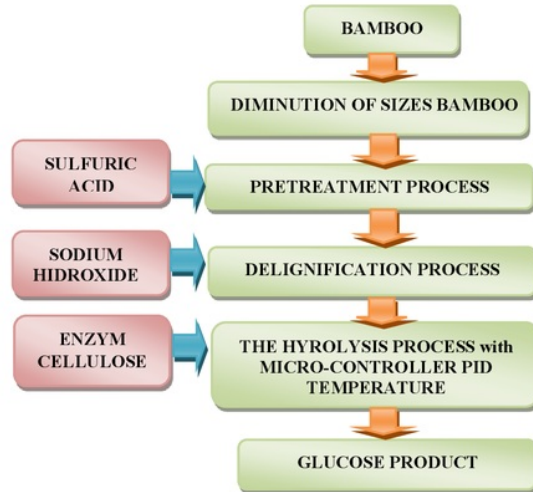 BAMBOO
DIMINUTION OF SIZES BAMBOO
SULFURIC
ACID
PRETREATMENT PROCESS
SODIUM
HIDROXIDE
DELIGNIFICATION PROCESS
ENZYM
CELLULOSE
THE HYROLYSIS PROCESS with
MICRO-CONTROLLER PID
TEMPERATURE
GLUCOSE PRODUCT